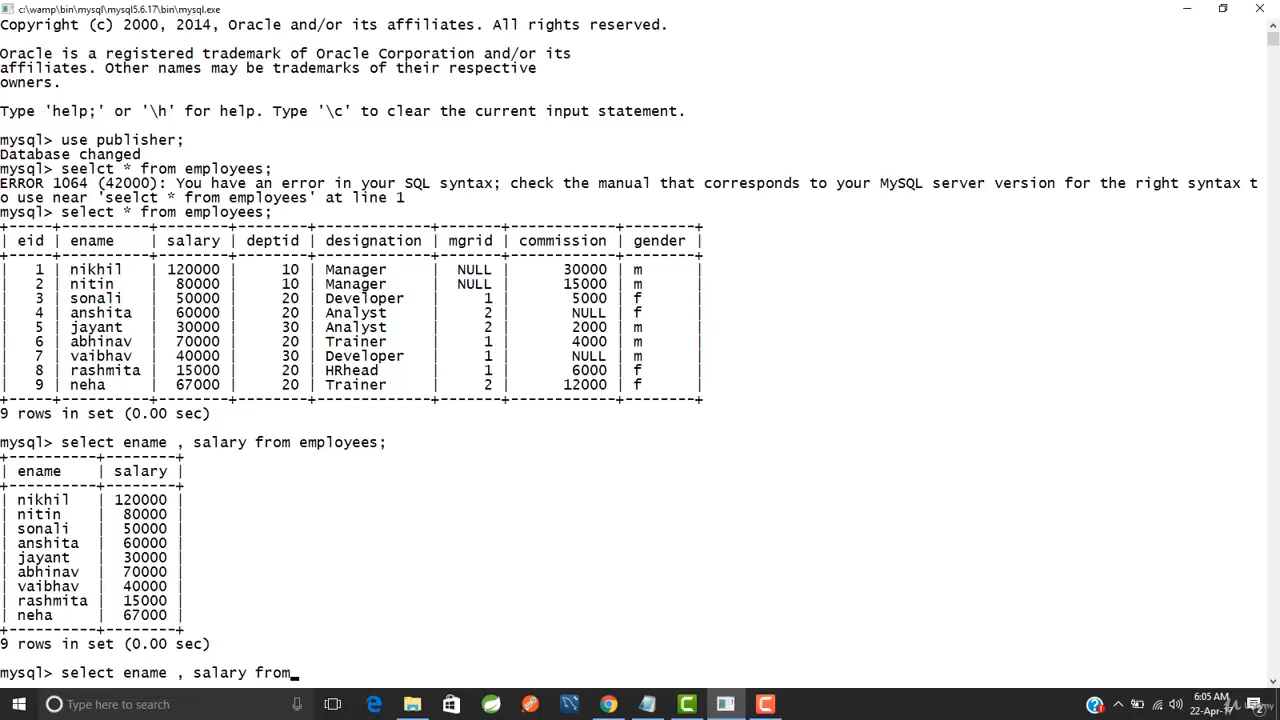 c:\wamp\bin\mysql\mysql5.6.17\bin\mysql.exe
Copyright (c) 2000, 2014, Oracle and/or its affiliates. All rights reserved.
Oracle is a registered trademark of Oracle Corporation and/or its
affiliates. Other names may be trademarks of their respective
owners.
Type 'help;' or '\h' for help. Type '\c' to clear the current input statement.
mysql> use publisher;
Database changed
mysql> seelct * from employees;
ERROR 1064 (42000): You have an error in your SQL syntax; check the manual that corresponds to your MySQL server version for the right syntax t
o use near 'seelct * from employees' at line 1
mysql> select * from employees;
+------+----------+--------+--------+-------------+-------+------------+--------+
| eid | ename | salary | deptid | designation | mgrid | commission | gender |
+------+----------+--------+--------+-------------+-------+------------+--------+
| 1 | nikhil | 120000 | 10 | Manager | NULL | 30000 | m |
| 2 | nitin | 80000 | 10 | Manager | NULL | 15000 | m |
| 3 | sonali | 50000 | 20 | Developer | 1 | 5000 | f |
| 4 | anshita | 60000 | 20 | Analyst | 2 | NULL | f |
| 5 | jayant | 30000 | 30 | Analyst | 2 | 2000 | m |
| 6 | abhinav | 70000 | 20 | Trainer | 1 | 4000 | m |
| 7 | vaibhav | 40000 | 30 | Developer | 1 | NULL | m |
| 8 | rashmita | 15000 | 20 | HRhead | 1 | 6000 | f |
| 9 | neha | 67000 | 20 | Trainer | 2 | 12000 | f |
+------+----------+--------+--------+-------------+-------+------------+--------+
9 rows in set (0.00 sec)
mysql> select ename , salary from employees;
+----------+--------+
| ename | salary |
+----------+--------+
| nikhil | 120000 |
| nitin | 80000 |
| sonali | 50000 |
| anshita | 60000 |
| jayant | 30000 |
| abhinav | 70000 |
| vaibhav | 40000 |
| rashmita | 15000 |
| neha | 67000 |
+----------+--------+
9 rows in set (0.00 sec)
mysql> select ename , salary from_
Type here to search
6:05 AM
22-Apr-17